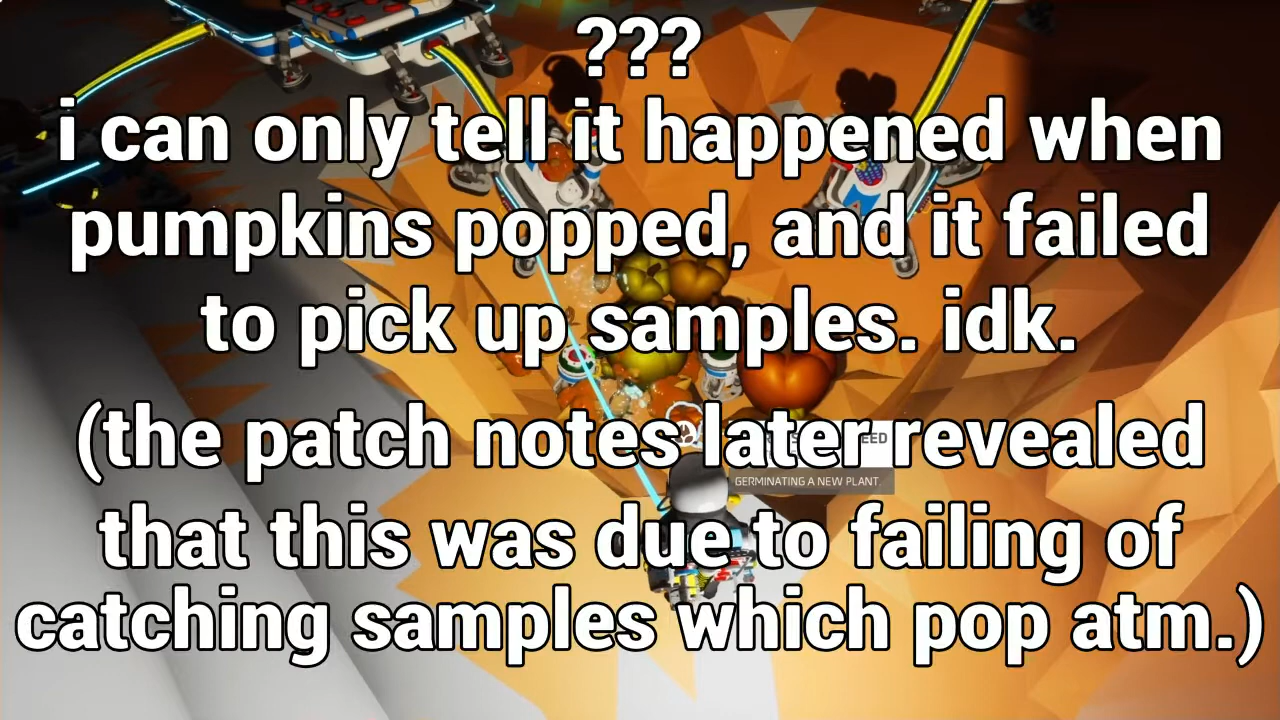 ???
i can only tell it happened when
pumpkins popped, and it failed
to pick up samples. idk.
(the patch notes later revealed
EED
GERMINATING A NEW PLANT.
that this was due to failing of
catching samples which pop atm.)